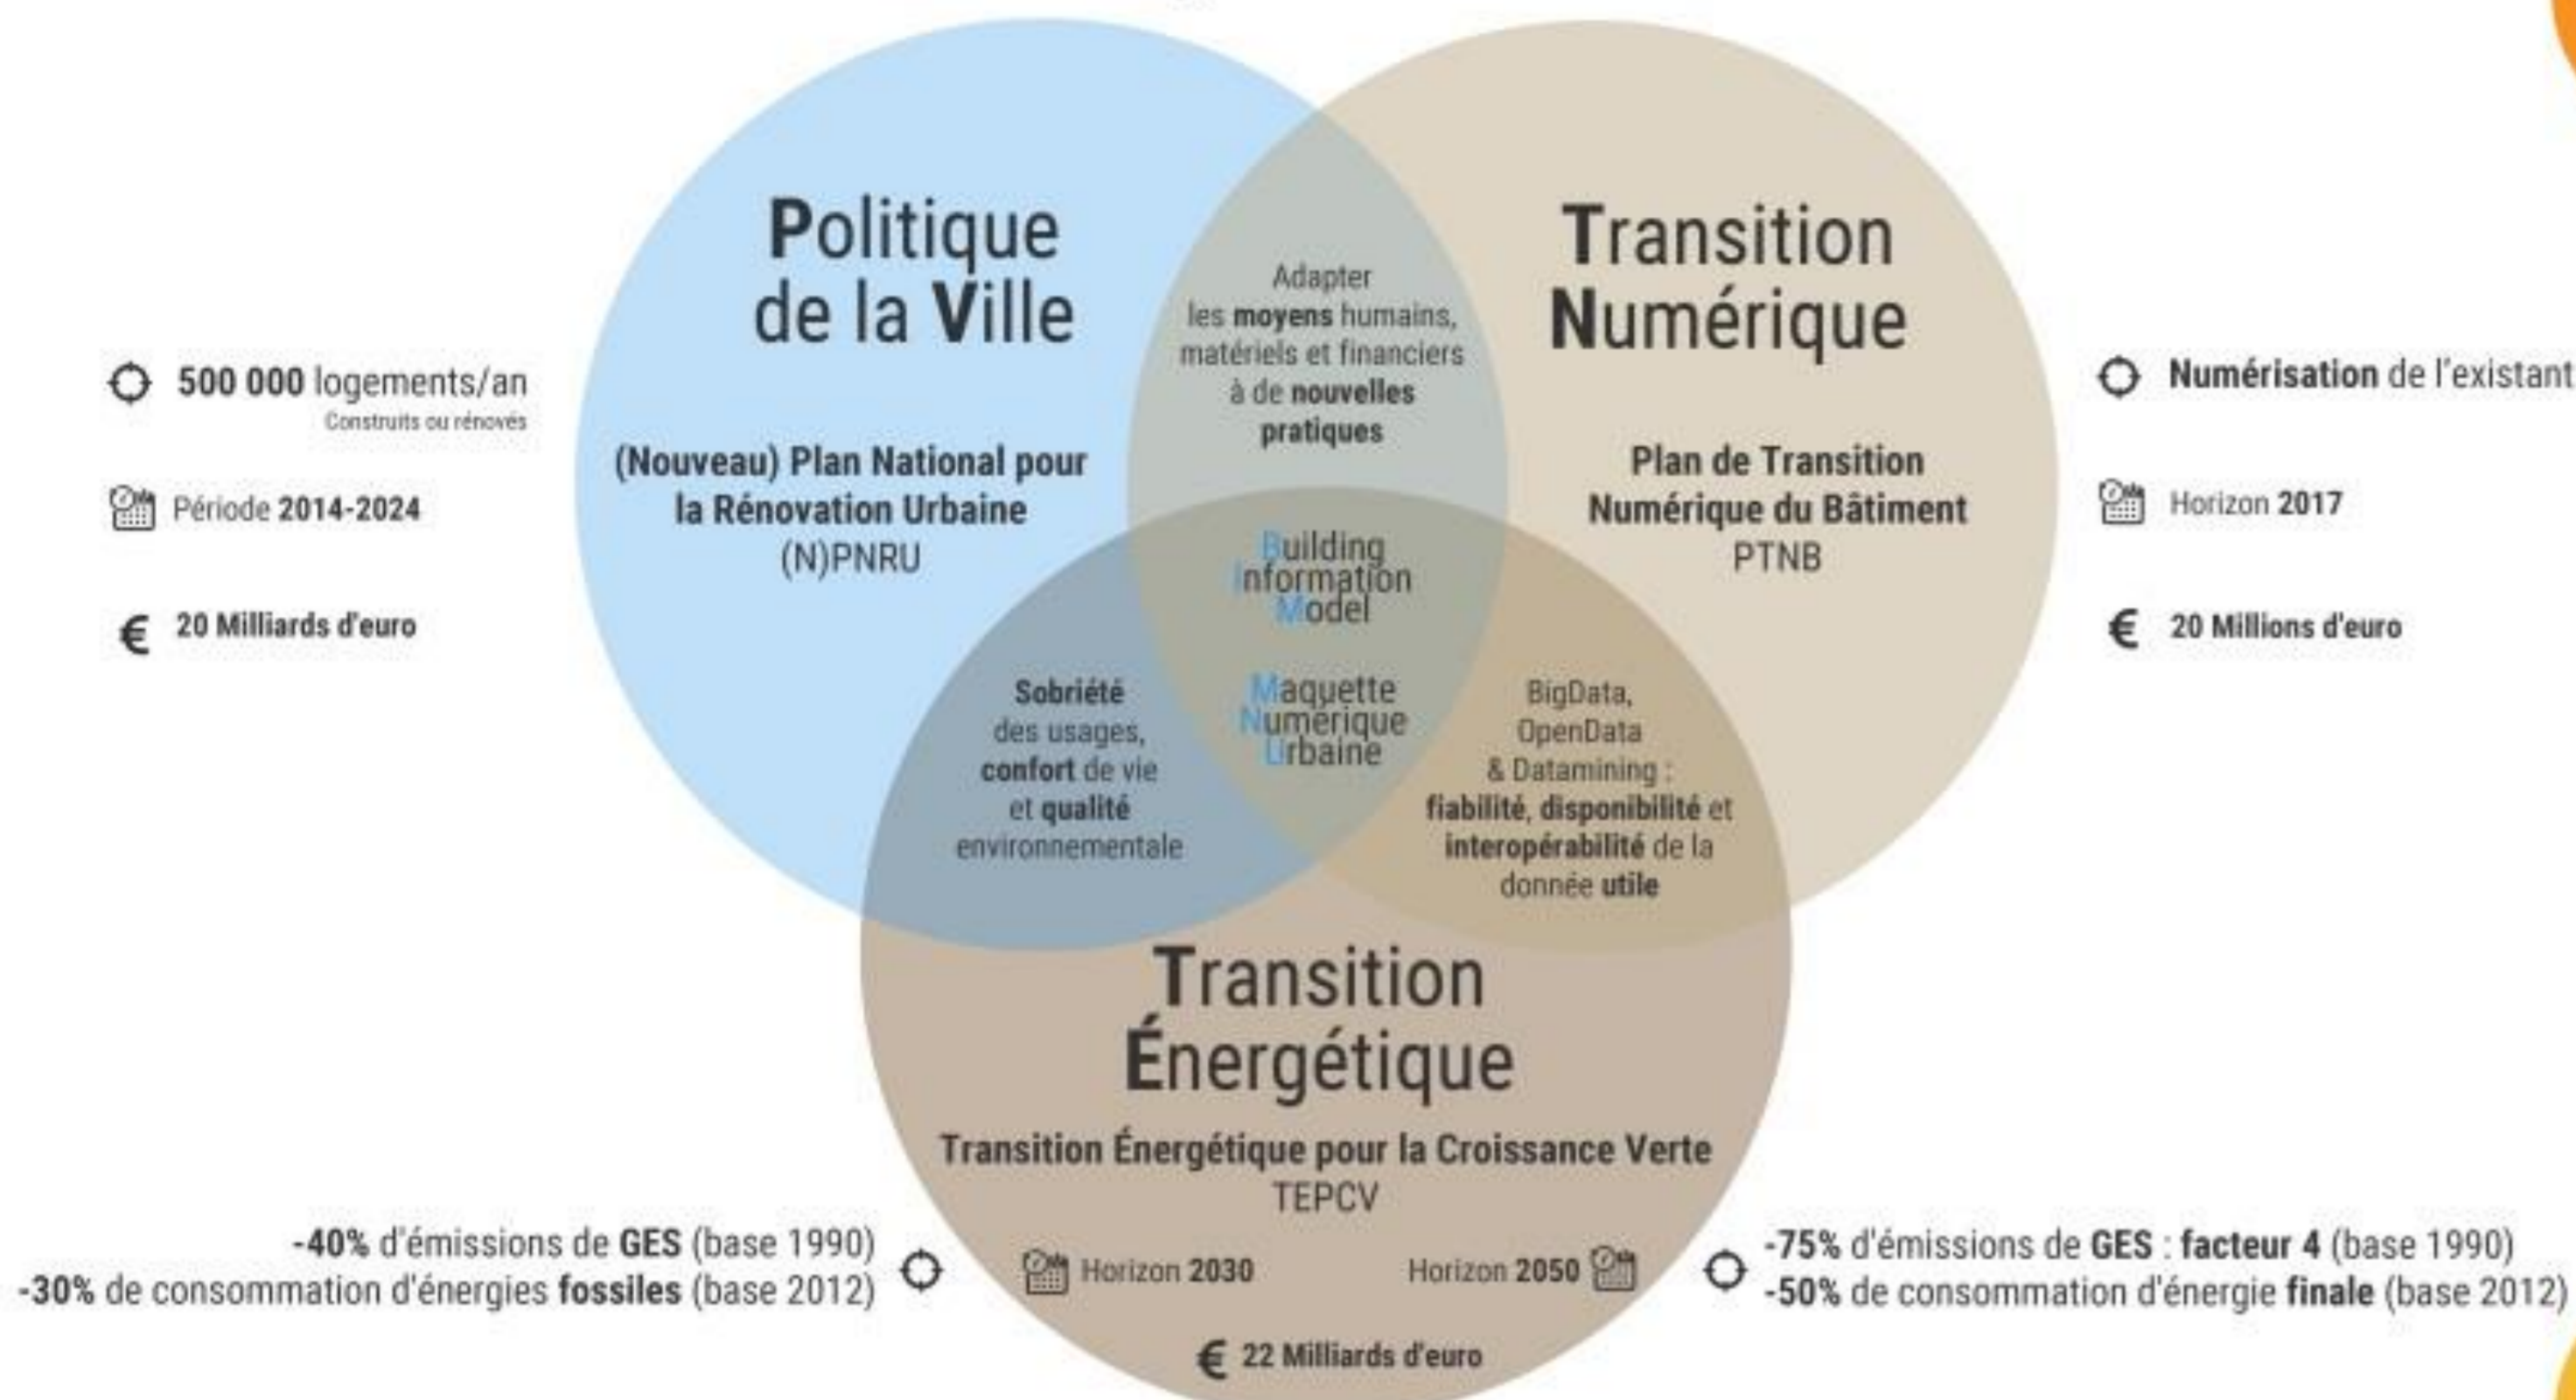 Politique
de la Ville
Transition
Numérique
Adapter
les moyens humains,
matériels et financiers
à de nouvelles
pratiques
500 000 logements/an
Construits ou rénovés
Période 2014-2024
€ 20 Milliards d'euro
(Nouveau) Plan National pour
la Rénovation Urbaine
(N)PNRU
Plan de Transition
Numérique du Bâtiment
PTNB
Numérisation de l'existant
Horizon 2017
€ 20 Millions d'euro
Building
Information
Model
Maquette
Numérique
Urbaine
Sobriété
des usages,
confort de vie
et qualité
environnementale
BigData,
OpenData
& Datamining :
fiabilité, disponibilité et
interopérabilité de la
donnée utile
Transition
Énergétique
Transition Énergétique pour la Croissance Verte
TEPCV
-40% d'émissions de GES (base 1990)
-30% de consommation d'énergies fossiles (base 2012)
Horizon 2030
Horizon 2050
-75% d'émissions de GES : facteur 4 (base 1990)
-50% de consommation d'énergie finale (base 2012)
€ 22 Milliards d'euro